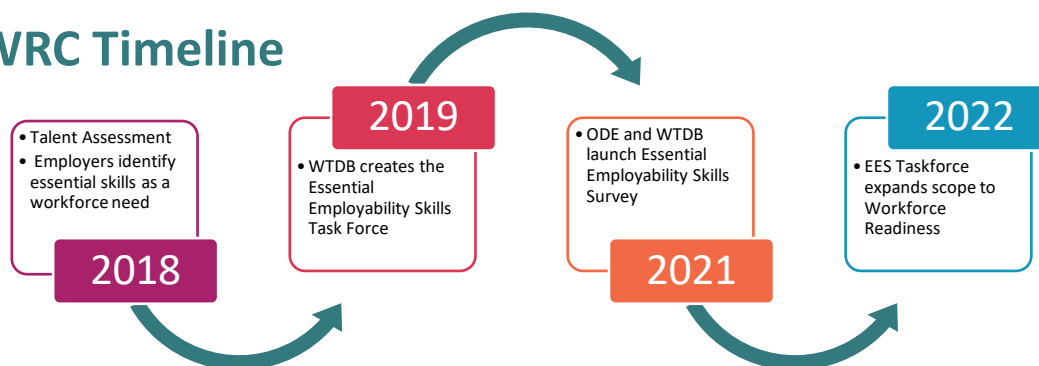 WRC Timeline
• Talent Assessment
• Employers identify
essential skills as a
workforce need
2018
2019
• WTDB creates the
Essential
Employability Skills
Task Force
• ODE and WTDB
launch Essential
Employability Skills
Survey
2021
2022
• EES Taskforce
expands scope to
Workforce
Readiness